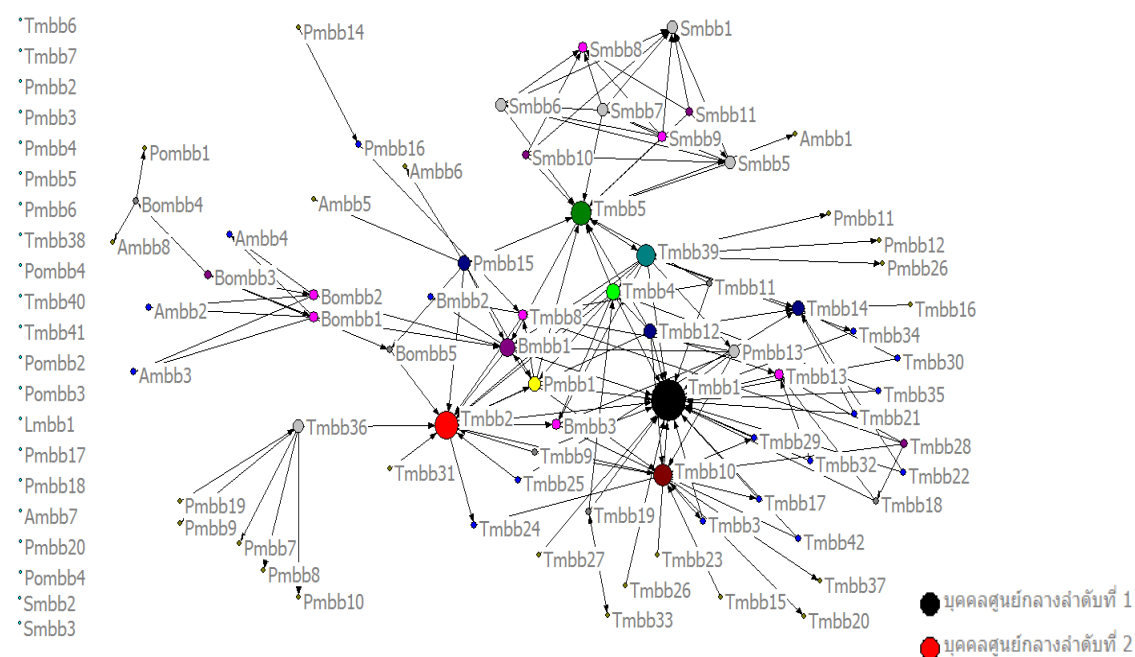 Tmbb6
Tmbb7
Pmbb2
Pmbb3
Pmbb4
Pmbb5
Pmbb6
Tmbb38
Pombb4
Tmbb40
Tmbb41
Pombb2
Pombb3
Lmbb1
Pmbb17
Pmbb18
Ambb7
Pmbb20
Pombb4
Smbb2
Smbb3
Pmbb14
Smbb1
Smbb8
Smbb6
Smbb7
Smbb11
Smbb9
Ambb1
Pombb1
Pmbb16
Smbb10
Smbb5
Ambb6
Bombb4
Ambb5
Tmbb5
Pmbb11
Ambb8
Ambb4
Pmbb12
Tmbb39
Pmbb15
Pmbb26
Bombb3
Tmbb11
Tmbb4
Bombb2
Bmbb2
Ambb2
Tmbb14
Tmbb16
Bombb1
Tmbb8
Tmbb12
Tmbb34
Bmbb1
Bombb5
Pmbb13
Tmbb30
Ambb3
Tmbb13
Pmbb1
Tmbb1
Tmbb35
Tmbb2
Tmbb21
Tmbb36
Bmbb3
Tmbb29
Tmbb28
Tmbb9
Tmbb31
Tmbb10
Tmbb32
Tmbb22
Tmbb25
Pmbb19
Tmbb17
Tmbb18
Pmbb9
Tmbb24
Tmbb19
Tmbb3
Tmbb42
Pmbb7
Tmbb27
Tmbb23
Pmbb8
Tmbb37
Tmbb26
Pmbb10
Tmbb15
Tmbb33
Tmbb20
บุคคลศูนย์กลางลำดับที่ 1
บุคคลศูนย์กลางลำดับที่ 2